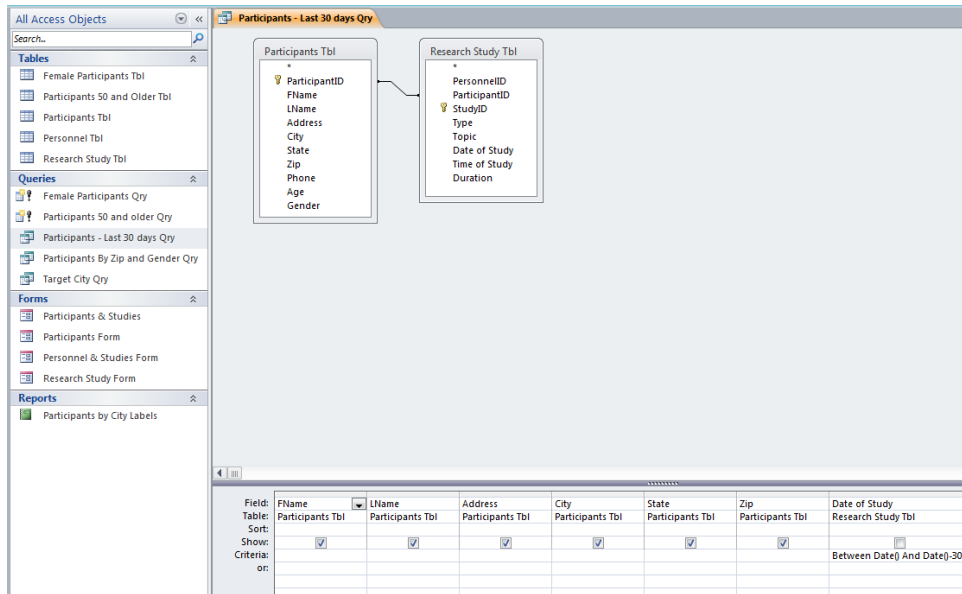 All Access Objects
Search...
Tables
Female Participants Tbl
Participants 50 and Older Tbl
Participants Tbl
Personnel Tbl
Research Study Tbl
Queries
Female Participants Qry
Participants 50 and older Qry
Participants - Last 30 days Qry
Participants By Zip and Gender Qry
Target City Qry
Forms
Participants & Studies
Participants Form
Personnel & Studies Form
Research Study Form
Reports
Participants by City Labels
Participants - Last 30 days Qry
Participants Tbl
*
ParticipantID
FName
LName
Address
City
State
Zip
Phone
Age
Gender
Research Study Tbl
*
PersonnelID
ParticipantID
StudyID
Type
Topic
Date of Study
Time of Study
Duration
Field: FName LName Address City State Zip Date of Study
Table: Participants Tbl Participants Tbl Participants Tbl Participants Tbl Participants Tbl Participants Tbl Research Study Tbl
Sort:
Show:
Criteria: Between Date() And Date()-30
or: